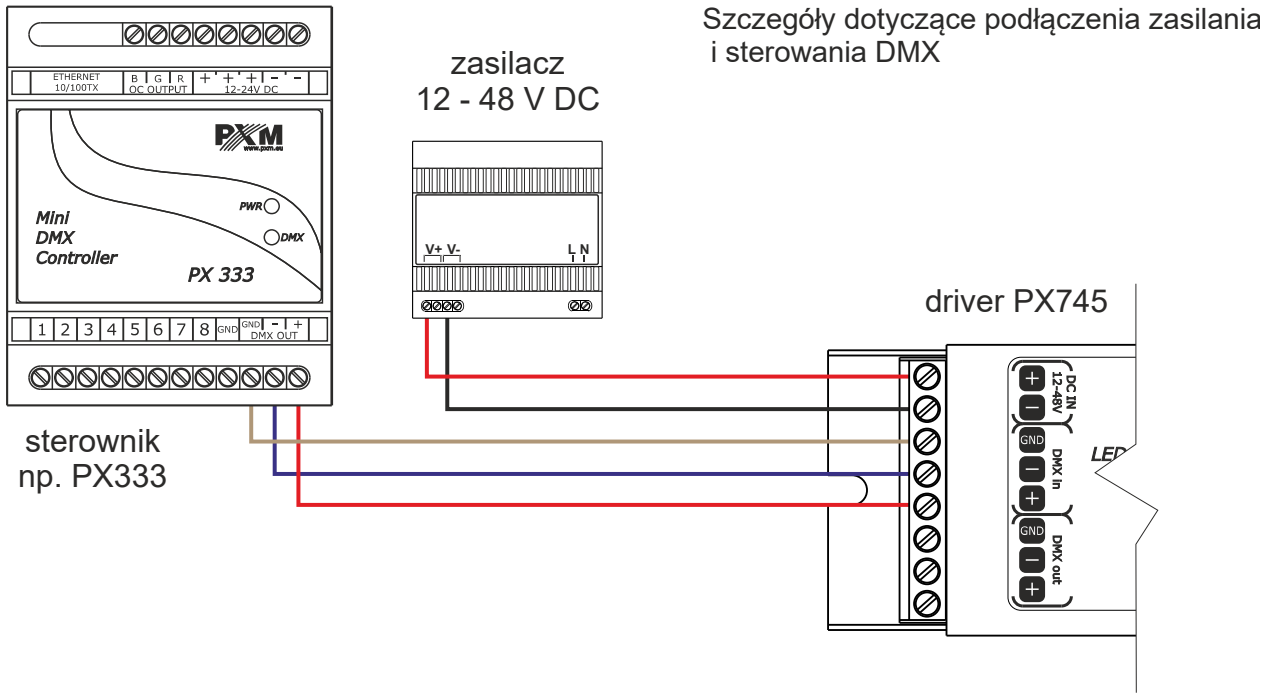 Szczegóły dotyczące podłączenia zasilania
i sterowania DMX
zasilacz
12 - 48 V DC
ETHERNET
10/100TX
B G R
OC OUTPUT
+ + + - -
12-24V DC
PXM
www.pxm.eu
PWR
DMX
Mini
DMX
Controller
PX 333
1 2 3 4 5 6 7 8 GND GND - +
DMX OUT
sterownik
np. PX333
V+ V-
L N
driver PX745
+
-
DC IN
12-48V
GND
-
+
DMX in
GND
-
+
DMX out
LED